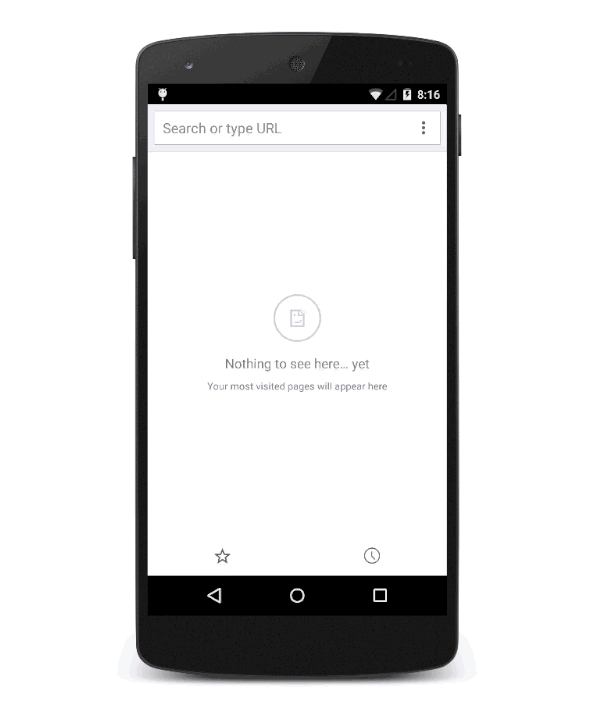 8:16
Search or type URL
Nothing to see here... yet
Your most visited pages will appear here